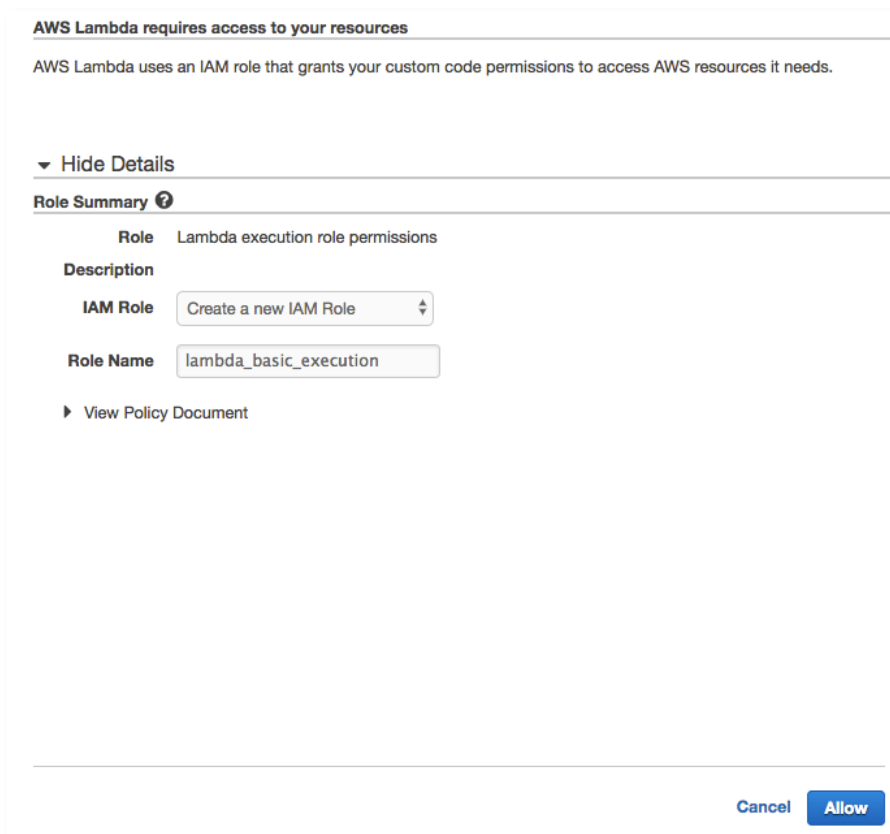 AWS Lambda requires access to your resources
AWS Lambda uses an IAM role that grants your custom code permissions to access AWS resources it needs.
Hide Details
Role Summary ?
Role Lambda execution role permissions
Description
IAM Role Create a new IAM Role
Role Name lambda_basic_execution
View Policy Document
Cancel Allow